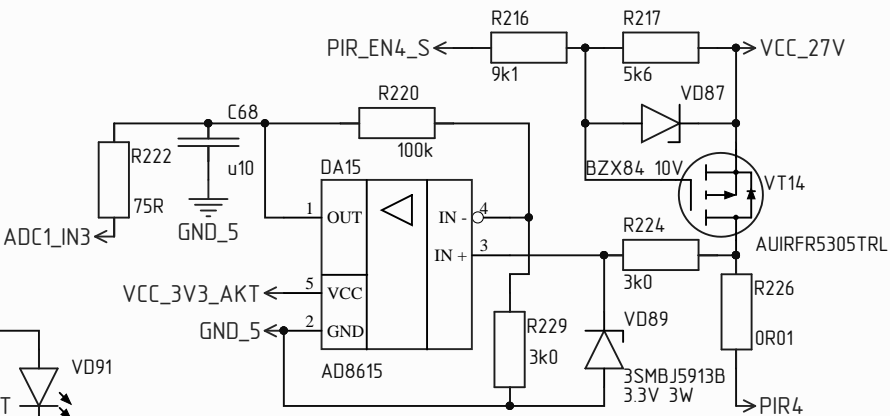 R216
R217
PIR_EN4_S
VCC_27V
9k1
5k6
VD87
R220
C68
100k
R222
u10
DA15
BZX84 10V
VT14
75R
1
OUT
IN -
4
R224
ADC1_IN3
GND_5
IN +
3
AUIRFR5305TRL
3k0
R226
VCC_3V3_AKT
5
VCC
VD89
GND_5
2
GND
R229
0R01
3k0
VD91
AD8615
3SMBJ5913B
3.3V 3W
T
PIR4